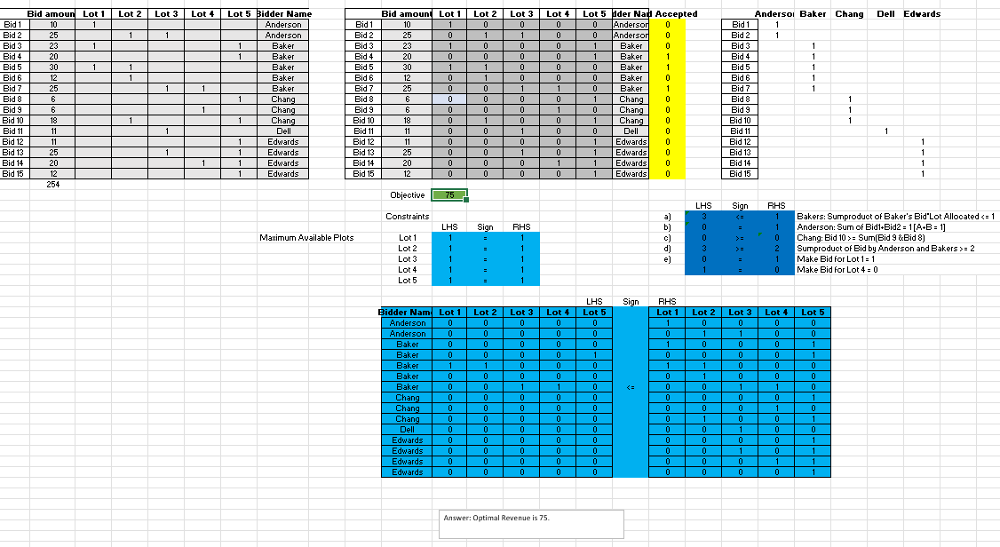 Bid amoun Lot 1 Lot 2 Lot 3 Lot 4 Lot 5 Bidder Name
Bid 1 10 1 Anderson
Bid 2 25 1 1 Anderson
Bid 3 23 1 1 Baker
Bid 4 20 1 Baker
Bid 5 30 1 1 Baker
Bid 6 12 1 Baker
Bid 7 25 1 1 Baker
Bid 8 6 1 Chang
Bid 9 6 1 Chang
Bid 10 18 1 1 Chang
Bid 11 11 1 Dell
Bid 12 11 1 Edwards
Bid 13 25 1 1 Edwards
Bid 14 20 1 1 Edwards
Bid 15 12 1 Edwards
254
Bid amount Lot 1 Lot 2 Lot 3 Lot 4 Lot 5 dder Nan Accepted
Bid 1 10 1 0 0 0 0 Anderson 0
Bid 2 25 0 1 1 0 0 Anderson 0
Bid 3 23 1 0 0 0 1 Baker 0
Bid 4 20 0 0 0 0 1 Baker 1
Bid 5 30 1 1 0 0 0 Baker 1
Bid 6 12 0 1 0 0 0 Baker 0
Bid 7 25 0 0 1 1 0 Baker 1
Bid 8 6 0 0 0 0 1 Chang 0
Bid 9 6 0 0 0 1 0 Chang 0
Bid 10 18 0 1 0 0 1 Chang 0
Bid 11 11 0 0 1 0 0 Dell 0
Bid 12 11 0 0 0 0 1 Edwards 0
Bid 13 25 0 0 1 0 1 Edwards 0
Bid 14 20 0 0 0 1 1 Edwards 0
Bid 15 12 0 0 0 0 1 Edwards 0
Anderson Baker Chang Dell Edwards
Bid 1 1
Bid 2 1
Bid 3 1
Bid 4 1
Bid 5 1
Bid 6 1
Bid 7 1
Bid 8 1
Bid 9 1
Bid 10 1
Bid 11 1
Bid 12 1
Bid 13 1
Bid 14 1
Bid 15 1
Objective 75
Constraints
LHS Sign RHS
Maximum Available Plots Lot 1 1 = 1
Lot 2 1 = 1
Lot 3 1 = 1
Lot 4 1 = 1
Lot 5 1 = 1
LHS Sign RHS
a) 3 <= 1 Bakers: Sumproduct of Baker's Bid*Lot Allocated <= 1
b) 0 = 1 Anderson: Sum of Bid1+Bid2 = 1 [A+B = 1]
c) 0 >= 0 Chang: Bid 10 >= Sum(Bid 9 &Bid 8)
d) 3 >= 2 Sumproduct of Bid by Anderson and Bakers >= 2
e) 0 = 1 Make Bid for Lot 1 = 1
1 = 0 Make Bid for Lot 4 = 0
LHS Sign RHS
Bidder Nam Lot 1 Lot 2 Lot 3 Lot 4 Lot 5 Lot 1 Lot 2 Lot 3 Lot 4 Lot 5
Anderson 0 0 0 0 0 1 0 0 0 0
Anderson 0 0 0 0 0 0 1 1 0 0
Baker 0 0 0 0 0 1 0 0 0 1
Baker 0 0 0 0 1 0 0 0 0 1
Baker 1 1 0 0 0 1 1 0 0 0
Baker 0 0 0 0 0 0 1 0 0 0
Baker 0 0 1 1 0 <= 0 0 1 1 0
Chang 0 0 0 0 0 0 0 0 0 1
Chang 0 0 0 0 0 0 0 0 1 0
Chang 0 0 0 0 0 0 1 0 0 1
Dell 0 0 0 0 0 0 0 1 0 0
Edwards 0 0 0 0 0 0 0 0 0 1
Edwards 0 0 0 0 0 0 0 1 0 1
Edwards 0 0 0 0 0 0 0 0 1 1
Edwards 0 0 0 0 0 0 0 0 0 1
Answer: Optimal Revenue is 75.